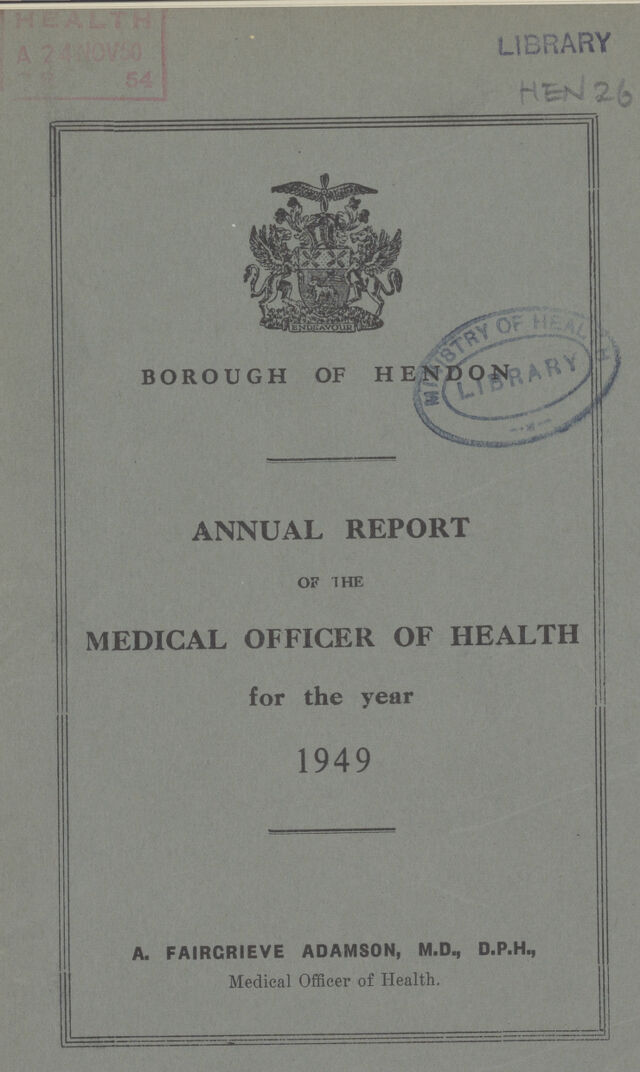 HEALTH
A 24 NOV 50
54
LIBRARY
HEN 26
ENDEAVOUR
MINISTRY OF HEALTH
LIBRARY
BOROUGH OF HENDON
ANNUAL REPORT
OF THE
MEDICAL OFFICER OF HEALTH
for the year
1949
A. FAIRGRIEVE ADAMSON, M.D., D.P.H.,
Medical Officer of Health.